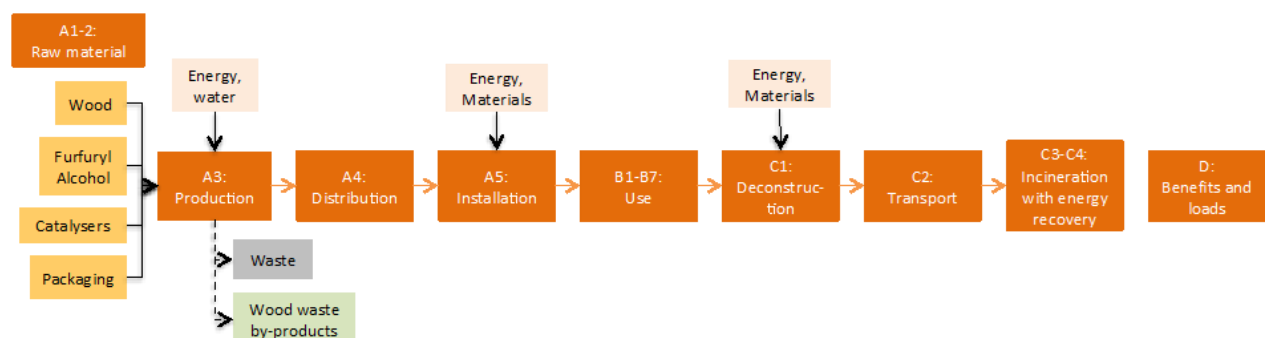 A1-2:
Raw material
Wood
Furfuryl
Alcohol
Catalysers
Packaging
Energy,
water
A3:
Production
Waste
Wood waste
by-products
A4:
Distribution
Energy,
Materials
A5:
Installation
B1-B7:
Use
Energy,
Materials
C1:
Deconstruc-
tion
C2:
Transport
C3-C4:
Incineration
with energy
recovery
D:
Benefits and
loads